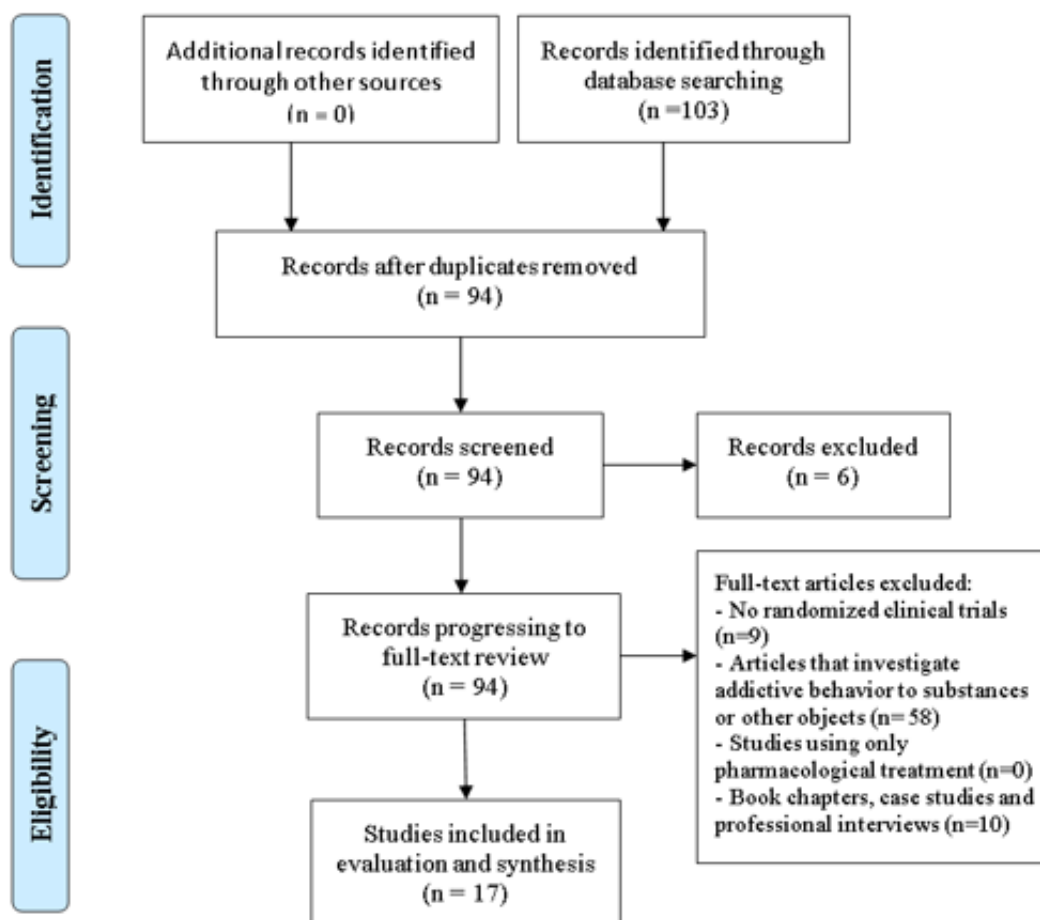 Identification
Additional records identified
through other sources
(n = 0)
Records identified through
database searching
(n =103)
Records after duplicates removed
(n = 94)
Screening
Records screened
(n = 94)
Records excluded
(n = 6)
Eligibility
Records progressing to
full-text review
(n = 94)
Full-text articles excluded:
- No randomized clinical trials
(n=9)
- Articles that investigate
addictive behavior to substances
or other objects (n= 58)
- Studies using only
pharmacological treatment (n=0)
- Book chapters, case studies and
professional interviews (n=10)
Studies included in
evaluation and synthesis
(n = 17)